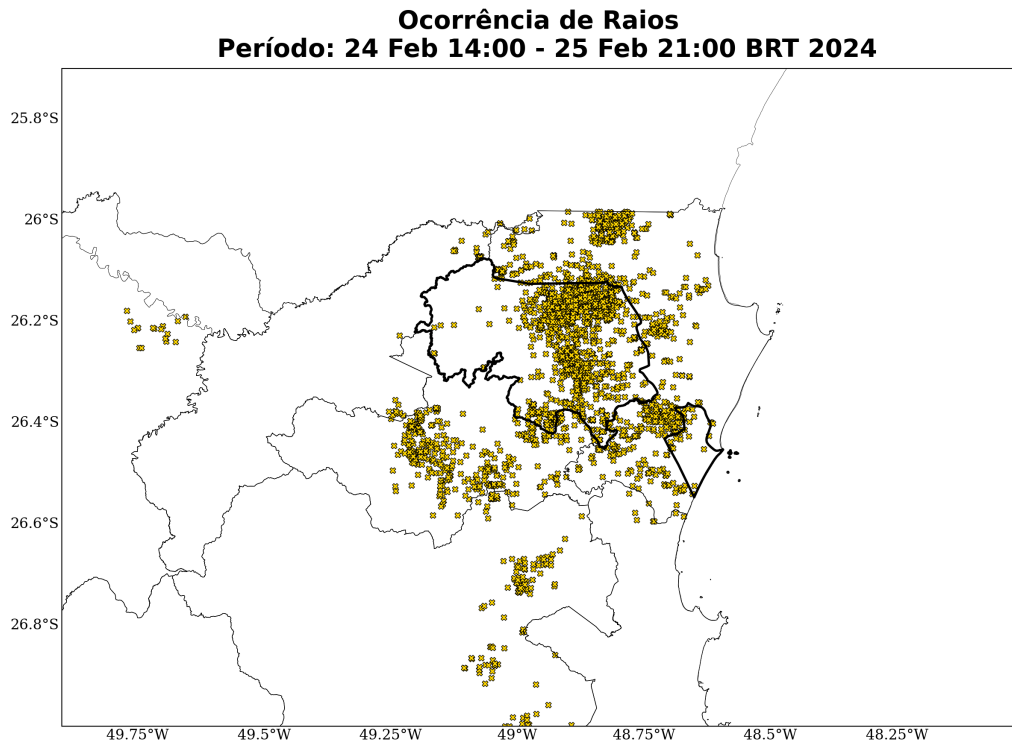 Ocorrência de Raios
Período: 24 Feb 14:00 - 25 Feb 21:00 BRT 2024
25.8°S
26°S
26.2°S
26.4°S
26.6°S
26.8°S
49.75°W 49.5°W 49.25°W 49°W 48.75°W 48.5°W 48.25°W